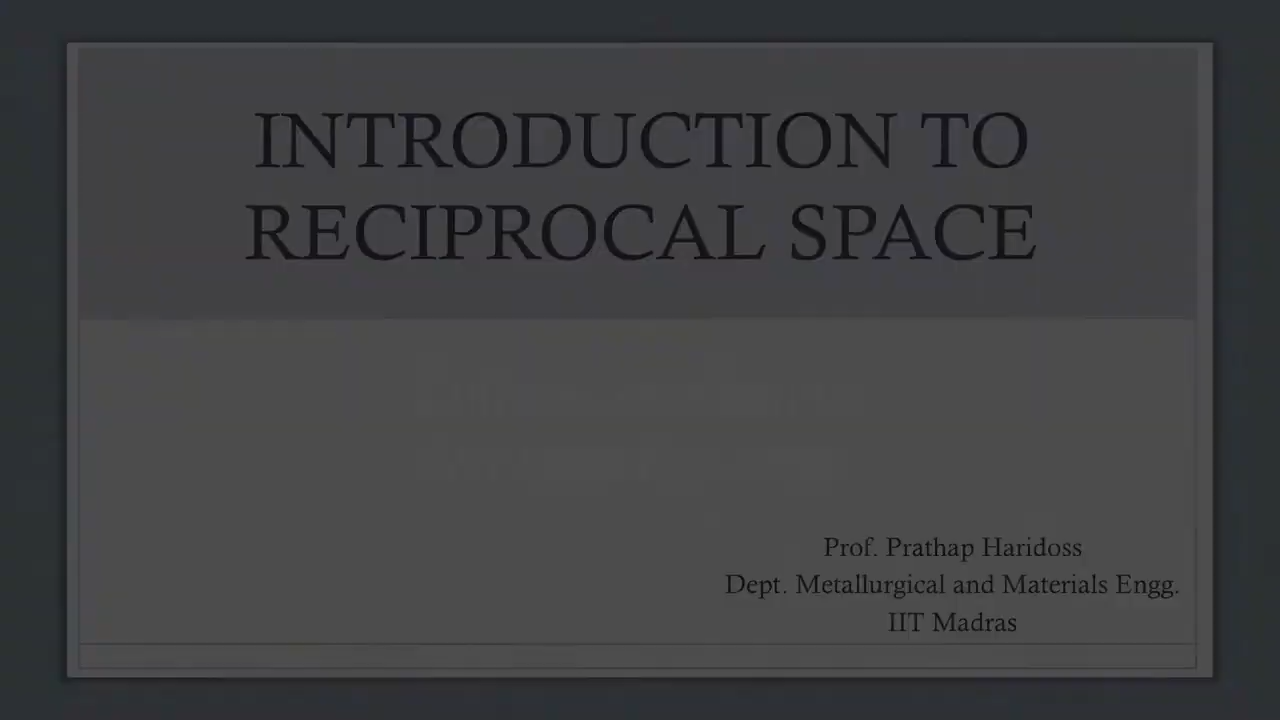 INTRODUCTION TO
RECIPROCAL SPACE
Prof. Prathap Haridoss
Dept. Metallurgical and Materials Engg.
IIT Madras